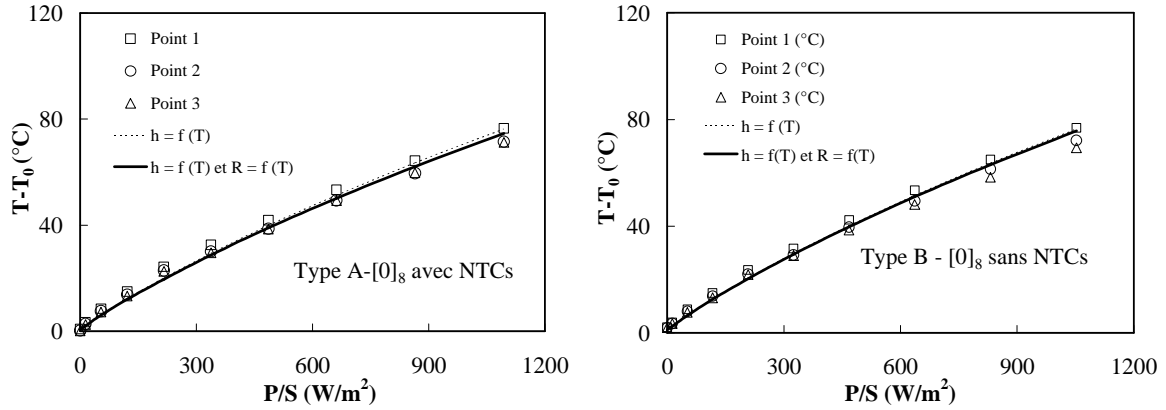 120
80
40
0
T-T₀ (°C)
Point 1
Point 2
Point 3
h = f (T)
h = f (T) et R = f (T)
Type A-[0]₈ avec NTCs
0 300 600 900 1200
P/S (W/m²)
120
80
40
0
T-T₀ (°C)
Point 1 (°C)
Point 2 (°C)
Point 3 (°C)
h = f (T)
h = f(T) et R = f(T)
Type B - [0]₈ sans NTCs
0 300 600 900 1200
P/S (W/m²)